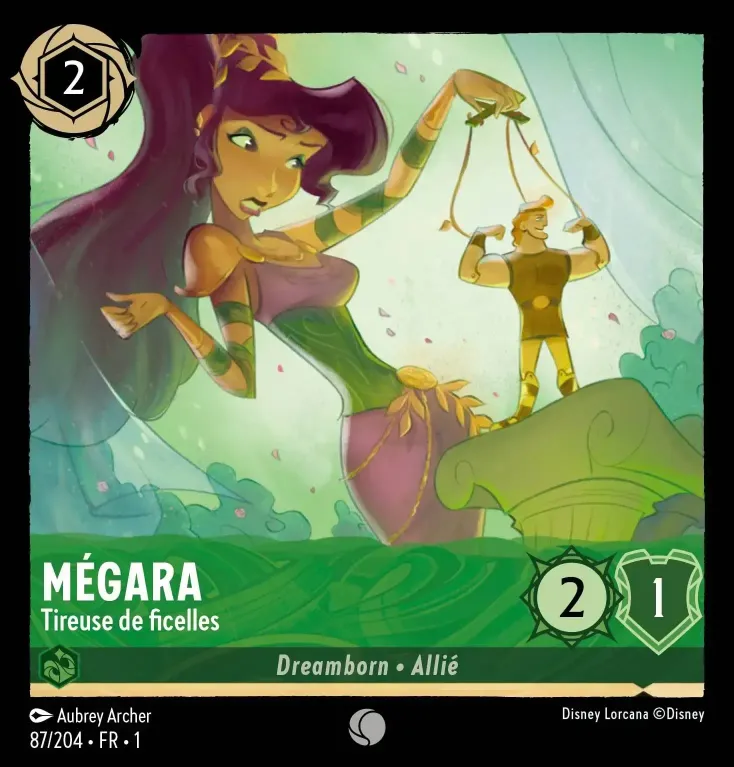 2
MÉGARA
Tireuse de ficelles
2
1
Dreamborn • Allié
Aubrey Archer
Disney Lorcana ©Disney
87/204 • FR • 1